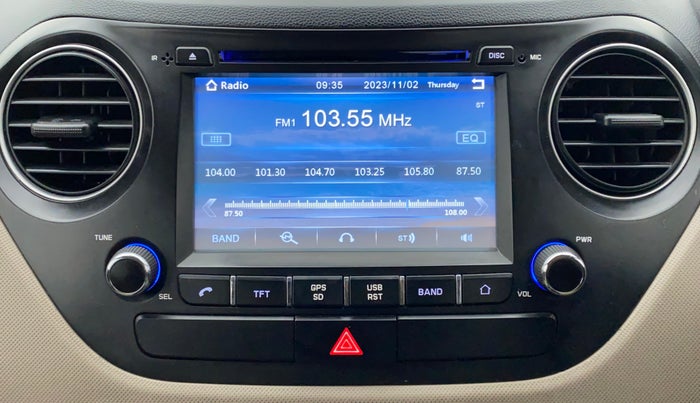 IR
DISC
MIC
Radio 09:35 2023/11/02 Thursday
ST
FM1 103.55 MHz
EQ
104.00 101.30 104.70 103.25 105.80 87.50
87.50 108.00
BAND ST
TUNE
PWR
SEL
VOL
TFT
GPS
SD
USB
RST
BAND